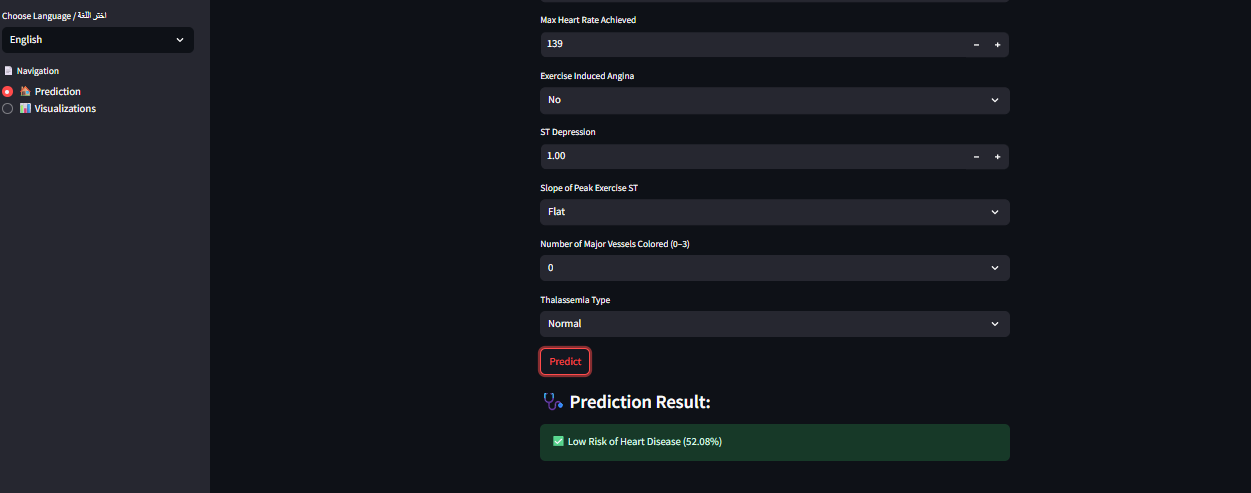 Choose Language / اختر اللغة
English
Navigation
Prediction
Visualizations
Max Heart Rate Achieved
139
Exercise Induced Angina
No
ST Depression
1.00
Slope of Peak Exercise ST
Flat
Number of Major Vessels Colored (0–3)
0
Thalassemia Type
Normal
Predict
Prediction Result:
Low Risk of Heart Disease (52.08%)